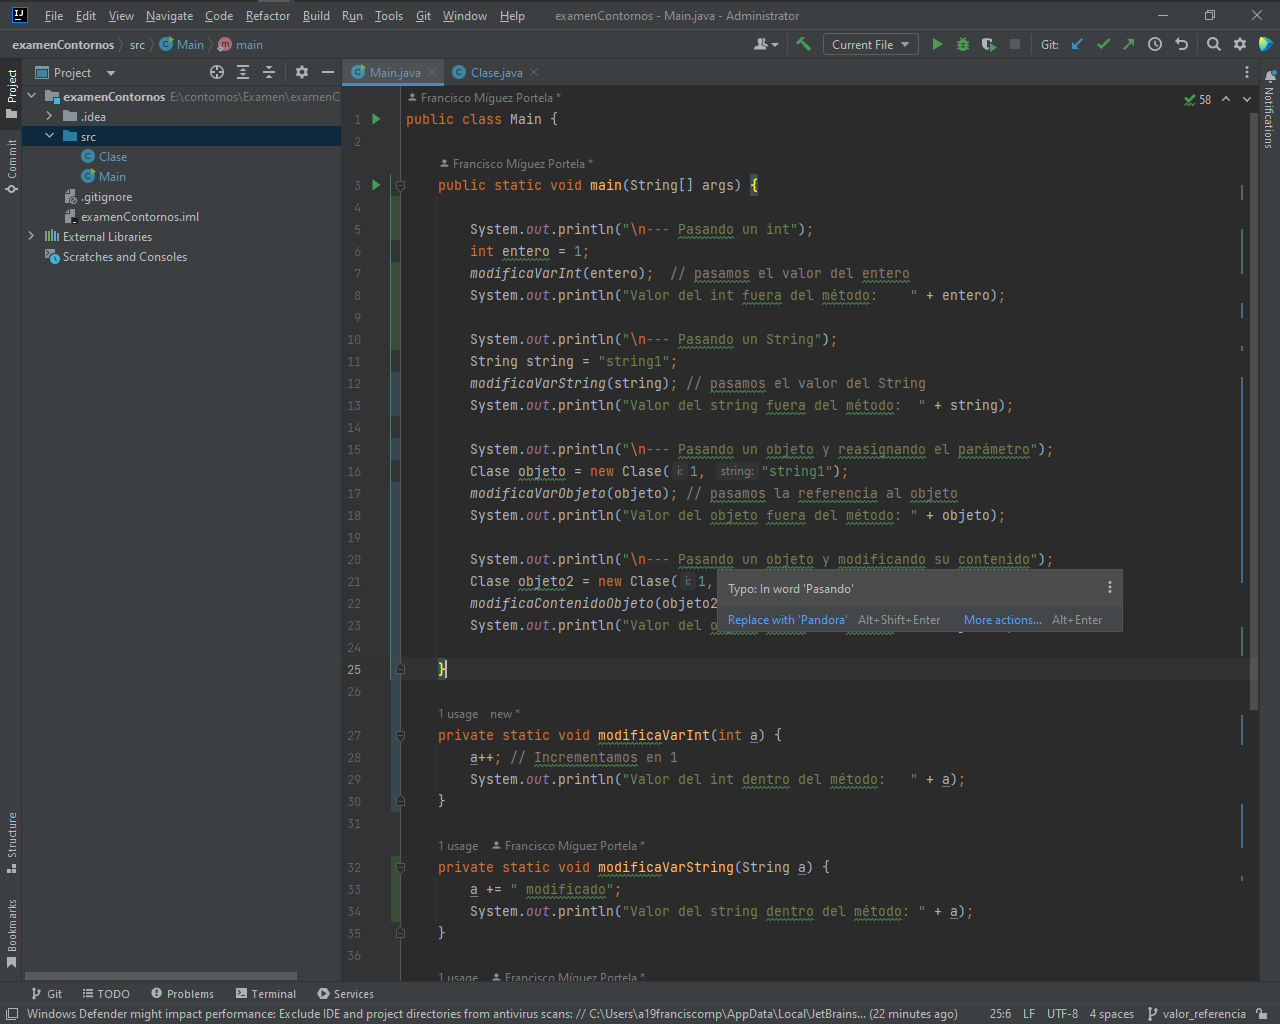 File Edit View Navigate Code Refactor Build Run Tools Git Window Help examenContornos - Main.java - Administrator
examenContornos src Main main Current File Git:
Project
Main.java Clase.java
examenContornos E:\contornos\Examen\examenC
.idea
src
Clase
Main
.gitignore
examenContornos.iml
External Libraries
Scratches and Consoles
Project
Commit
Structure
Bookmarks
Notifications
58
Francisco Míguez Portela *
1 public class Main {
2
Francisco Míguez Portela *
3 public static void main(String[] args) {
4
5 System.out.println("\n--- Pasando un int");
6 int entero = 1;
7 modificaVarInt(entero);  // pasamos el valor del entero
8 System.out.println("Valor del int fuera del método:    " + entero);
9
10 System.out.println("\n--- Pasando un String");
11 String string = "string1";
12 modificaVarString(string); // pasamos el valor del String
13 System.out.println("Valor del string fuera del método:  " + string);
14
15 System.out.println("\n--- Pasando un objeto y reasignando el parámetro");
16 Clase objeto = new Clase( i: 1, string: "string1");
17 modificaVarObjeto(objeto); // pasamos la referencia al objeto
18 System.out.println("Valor del objeto fuera del método: " + objeto);
19
20 System.out.println("\n--- Pasando un objeto y modificando su contenido");
21 Clase objeto2 = new Clase( i: 1,
22 modificaContenidoObjeto(objeto2
23 System.out.println("Valor del
24
25 }
26
Typo: In word 'Pasando'
Replace with 'Pandora' Alt+Shift+Enter More actions... Alt+Enter
1 usage new *
27 private static void modificaVarInt(int a) {
28 a++; // Incrementamos en 1
29 System.out.println("Valor del int dentro del método:   " + a);
30 }
31
1 usage Francisco Míguez Portela *
32 private static void modificaVarString(String a) {
33 a += " modificado";
34 System.out.println("Valor del string dentro del método: " + a);
35 }
36
1 usage Francisco Míguez Portela *
Git TODO Problems Terminal Services
Windows Defender might impact performance: Exclude IDE and project directories from antivirus scans: // C:\Users\a19franciscomp\AppData\Local\JetBrains... (22 minutes ago) 25:6 LF UTF-8 4 spaces valor_referencia